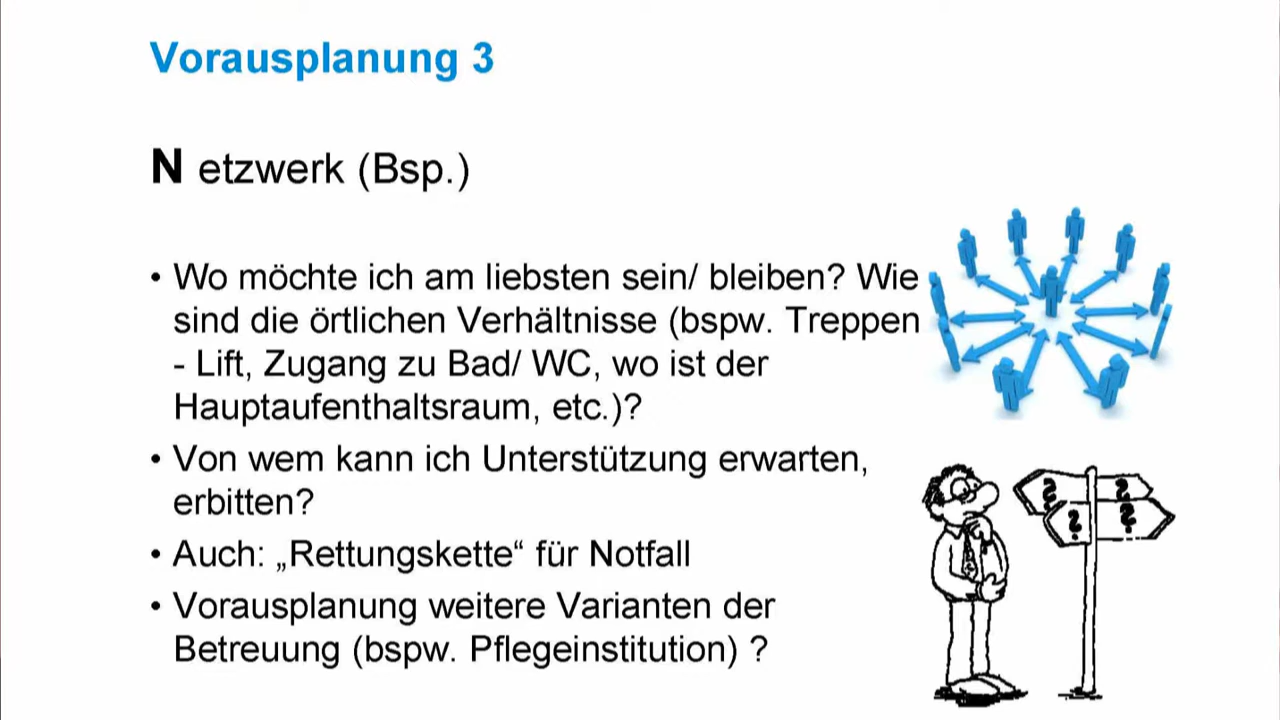 Vorausplanung 3
N etzwerk (Bsp.)
• Wo möchte ich am liebsten sein/ bleiben? Wie
sind die örtlichen Verhältnisse (bspw. Treppen
- Lift, Zugang zu Bad/ WC, wo ist der
Hauptaufenthaltsraum, etc.)?
• Von wem kann ich Unterstützung erwarten,
erbitten?
• Auch: „Rettungskette“ für Notfall
• Vorausplanung weitere Varianten der
Betreuung (bspw. Pflegeinstitution) ?
? ?
? ?